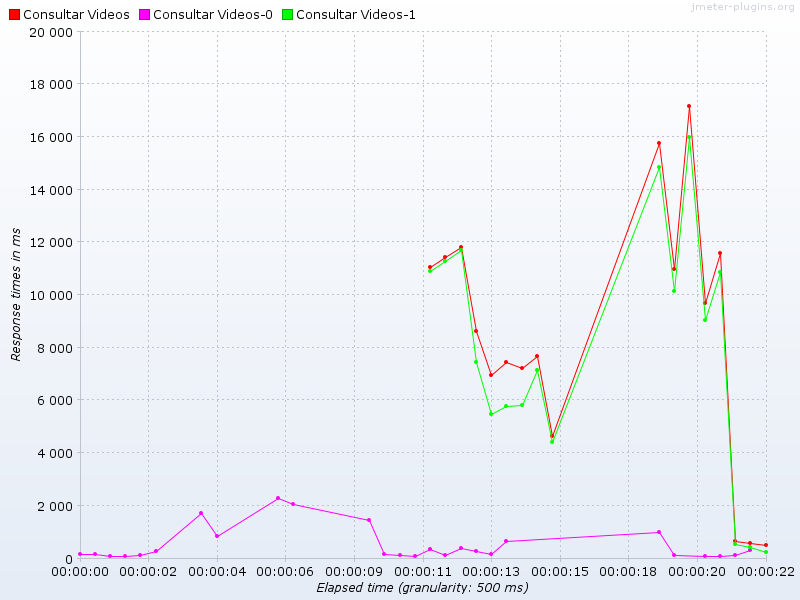 jmeter-plugins.org
Consultar Videos Consultar Videos-0 Consultar Videos-1
20 000
18 000
16 000
14 000
12 000
10 000
8 000
6 000
4 000
2 000
0
Response times in ms
00:00:00 00:00:02 00:00:04 00:00:06 00:00:09 00:00:11 00:00:13 00:00:15 00:00:18 00:00:20 00:00:22
Elapsed time (granularity: 500 ms)